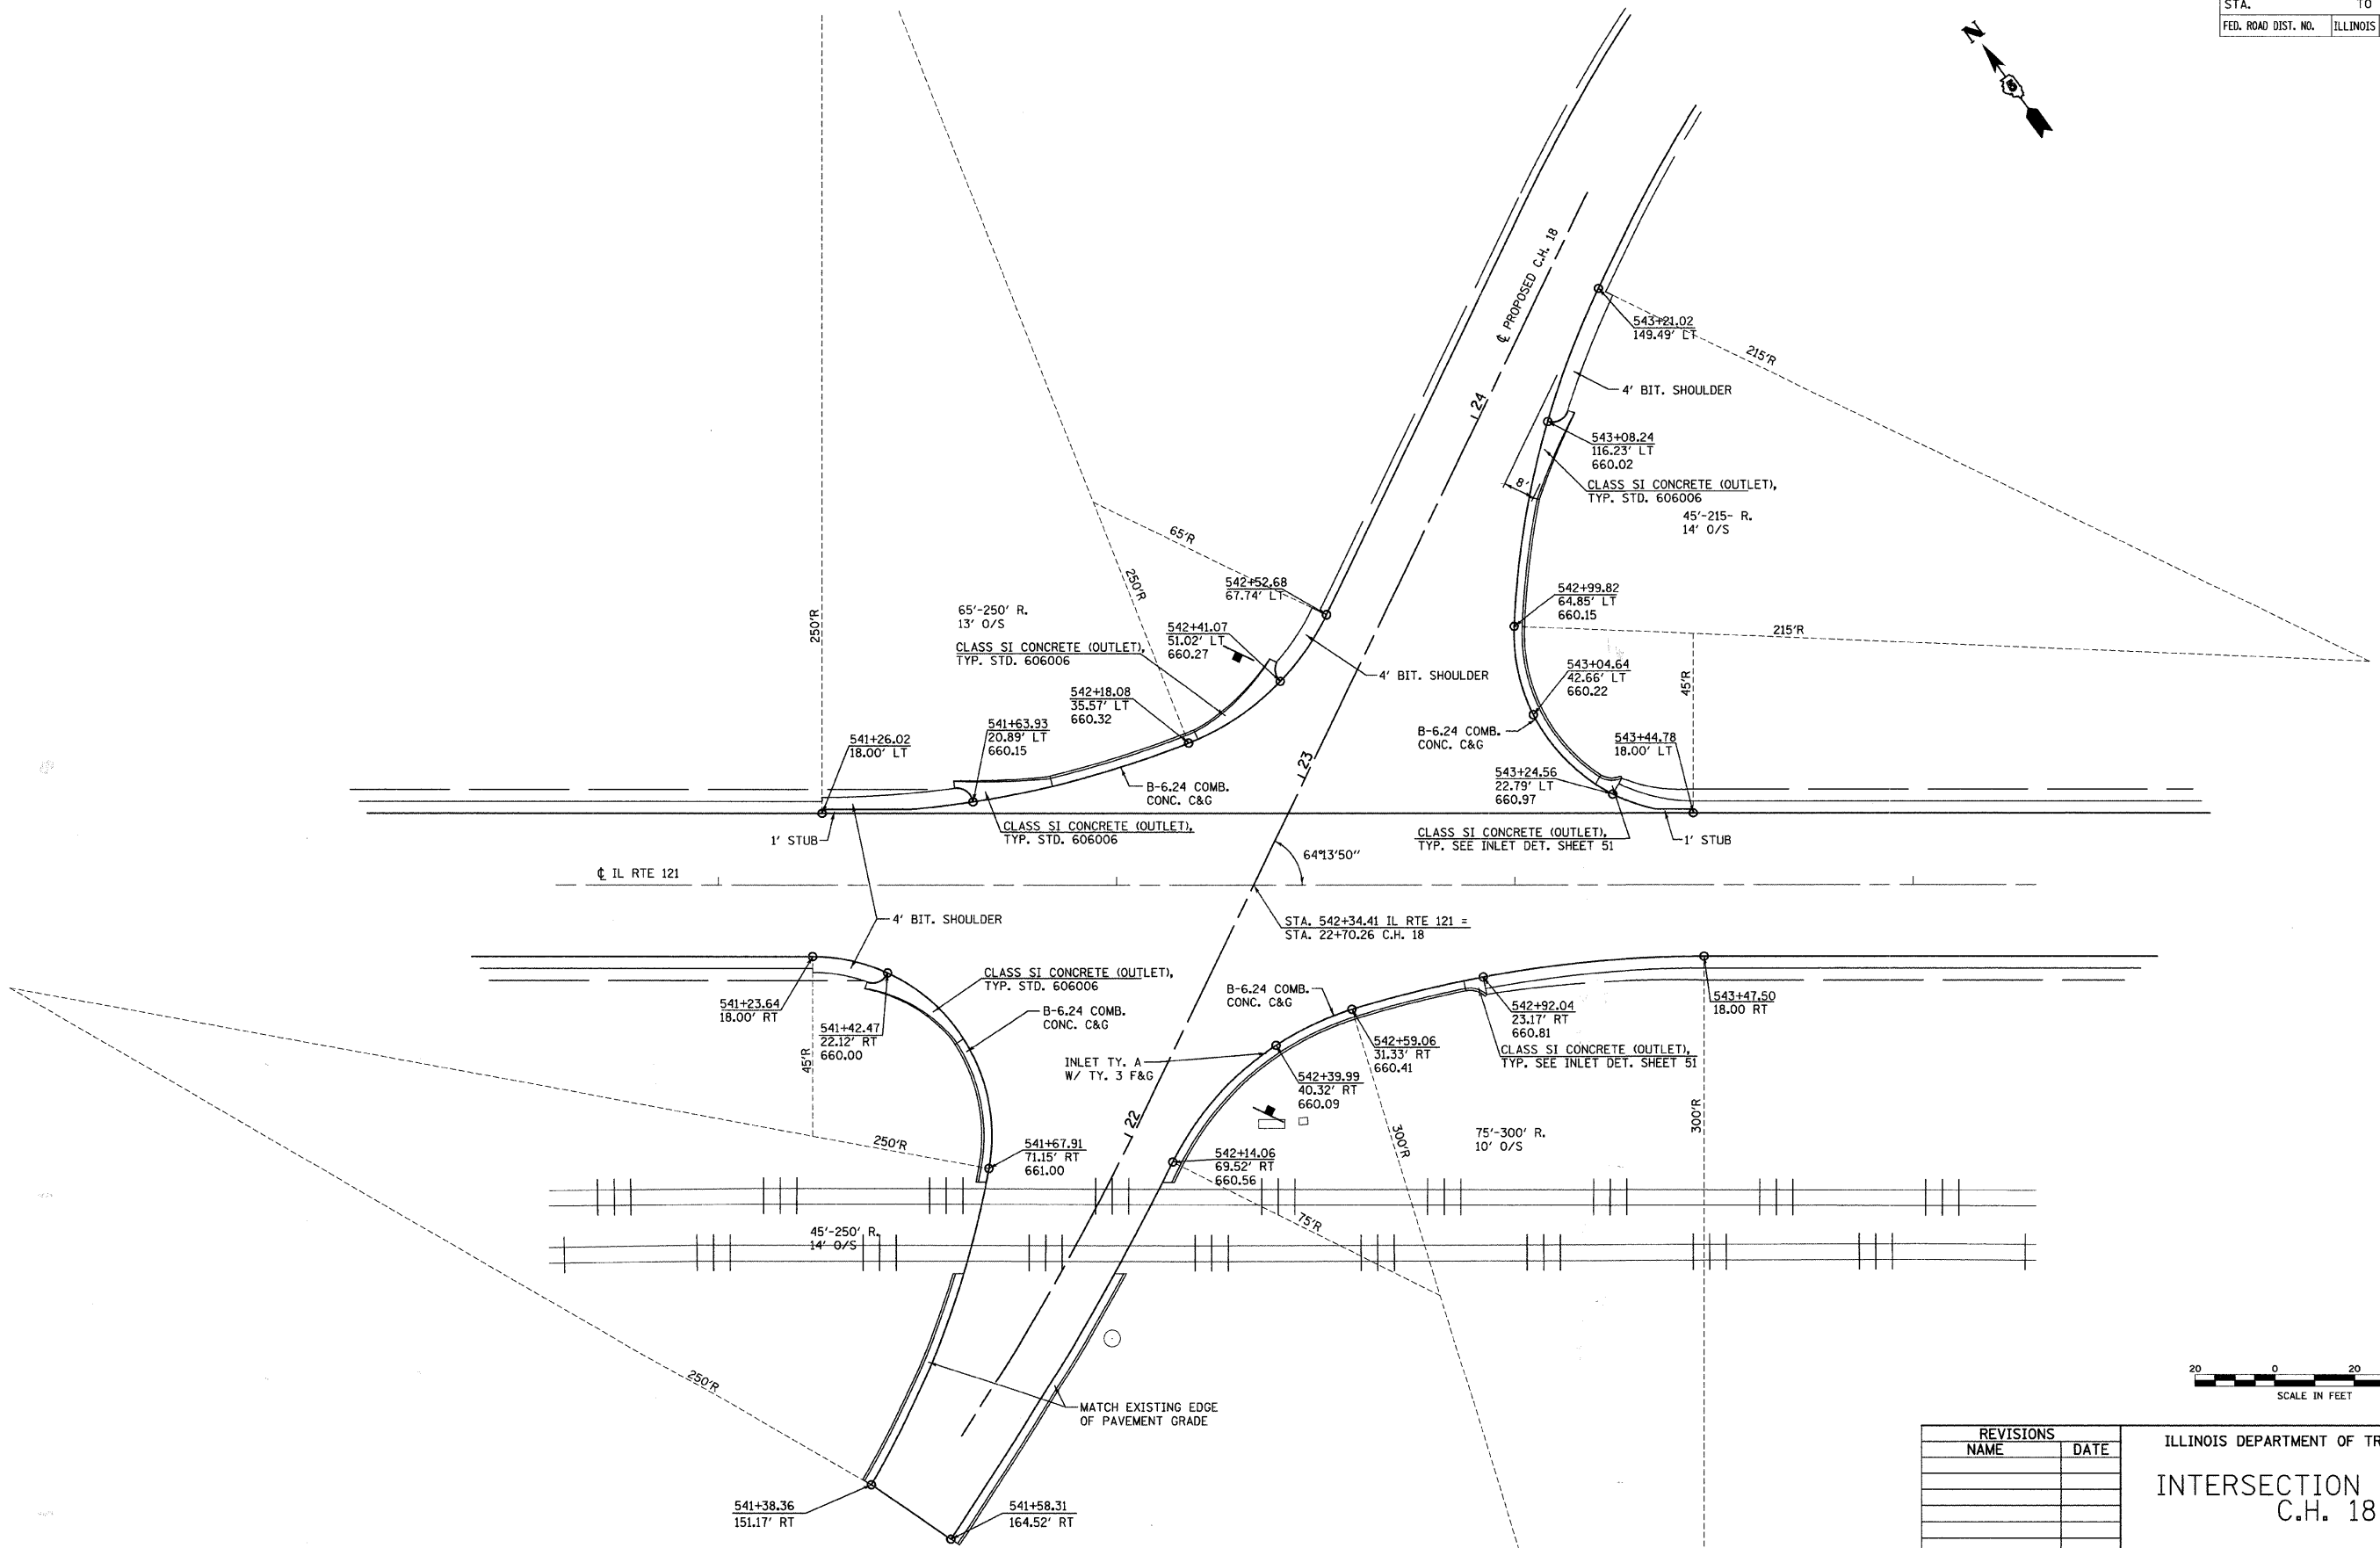 STA. TO
FED. ROAD DIST. NO. ILLINOIS
N
5
℄ PROPOSED C.H. 18
24
23
22
543+21.02
149.49' LT
215'R
4' BIT. SHOULDER
543+08.24
116.23' LT
660.02
8'
CLASS SI CONCRETE (OUTLET),
TYP. STD. 606006
45'-215- R.
14' O/S
65'R
250'R
542+52.68
67.74' LT
542+99.82
64.85' LT
660.15
65'-250' R.
13' O/S
250'R
542+41.07
51.02' LT
660.27
215'R
CLASS SI CONCRETE (OUTLET),
TYP. STD. 606006
4' BIT. SHOULDER
543+04.64
42.66' LT
660.22
45'R
542+18.08
35.57' LT
660.32
541+63.93
20.89' LT
660.15
541+26.02
18.00' LT
B-6.24 COMB.
CONC. C&G
543+44.78
18.00' LT
543+24.56
22.79' LT
660.97
B-6.24 COMB.
CONC. C&G
1' STUB
CLASS SI CONCRETE (OUTLET),
TYP. STD. 606006
CLASS SI CONCRETE (OUTLET),
TYP. SEE INLET DET. SHEET 51
1' STUB
64°13'50''
℄ IL RTE 121
4' BIT. SHOULDER
STA. 542+34.41 IL RTE 121 =
STA. 22+70.26 C.H. 18
CLASS SI CONCRETE (OUTLET),
TYP. STD. 606006
541+23.64
18.00' RT
541+42.47
22.12' RT
660.00
B-6.24 COMB.
CONC. C&G
B-6.24 COMB.
CONC. C&G
542+92.04
23.17' RT
660.81
543+47.50
18.00 RT
45'R
INLET TY. A
W/ TY. 3 F&G
542+59.06
31.33' RT
660.41
CLASS SI CONCRETE (OUTLET),
TYP. SEE INLET DET. SHEET 51
542+39.99
40.32' RT
660.09
250'R
541+67.91
71.15' RT
661.00
542+14.06
69.52' RT
660.56
300'R
300'R
75'-300' R.
10' O/S
75'R
45'-250' R.
14' O/S
250'R
MATCH EXISTING EDGE
OF PAVEMENT GRADE
541+38.36
151.17' RT
541+58.31
164.52' RT
20 0 20
SCALE IN FEET
REVISIONS
NAME DATE
ILLINOIS DEPARTMENT OF TR
INTERSECTION
C.H. 18